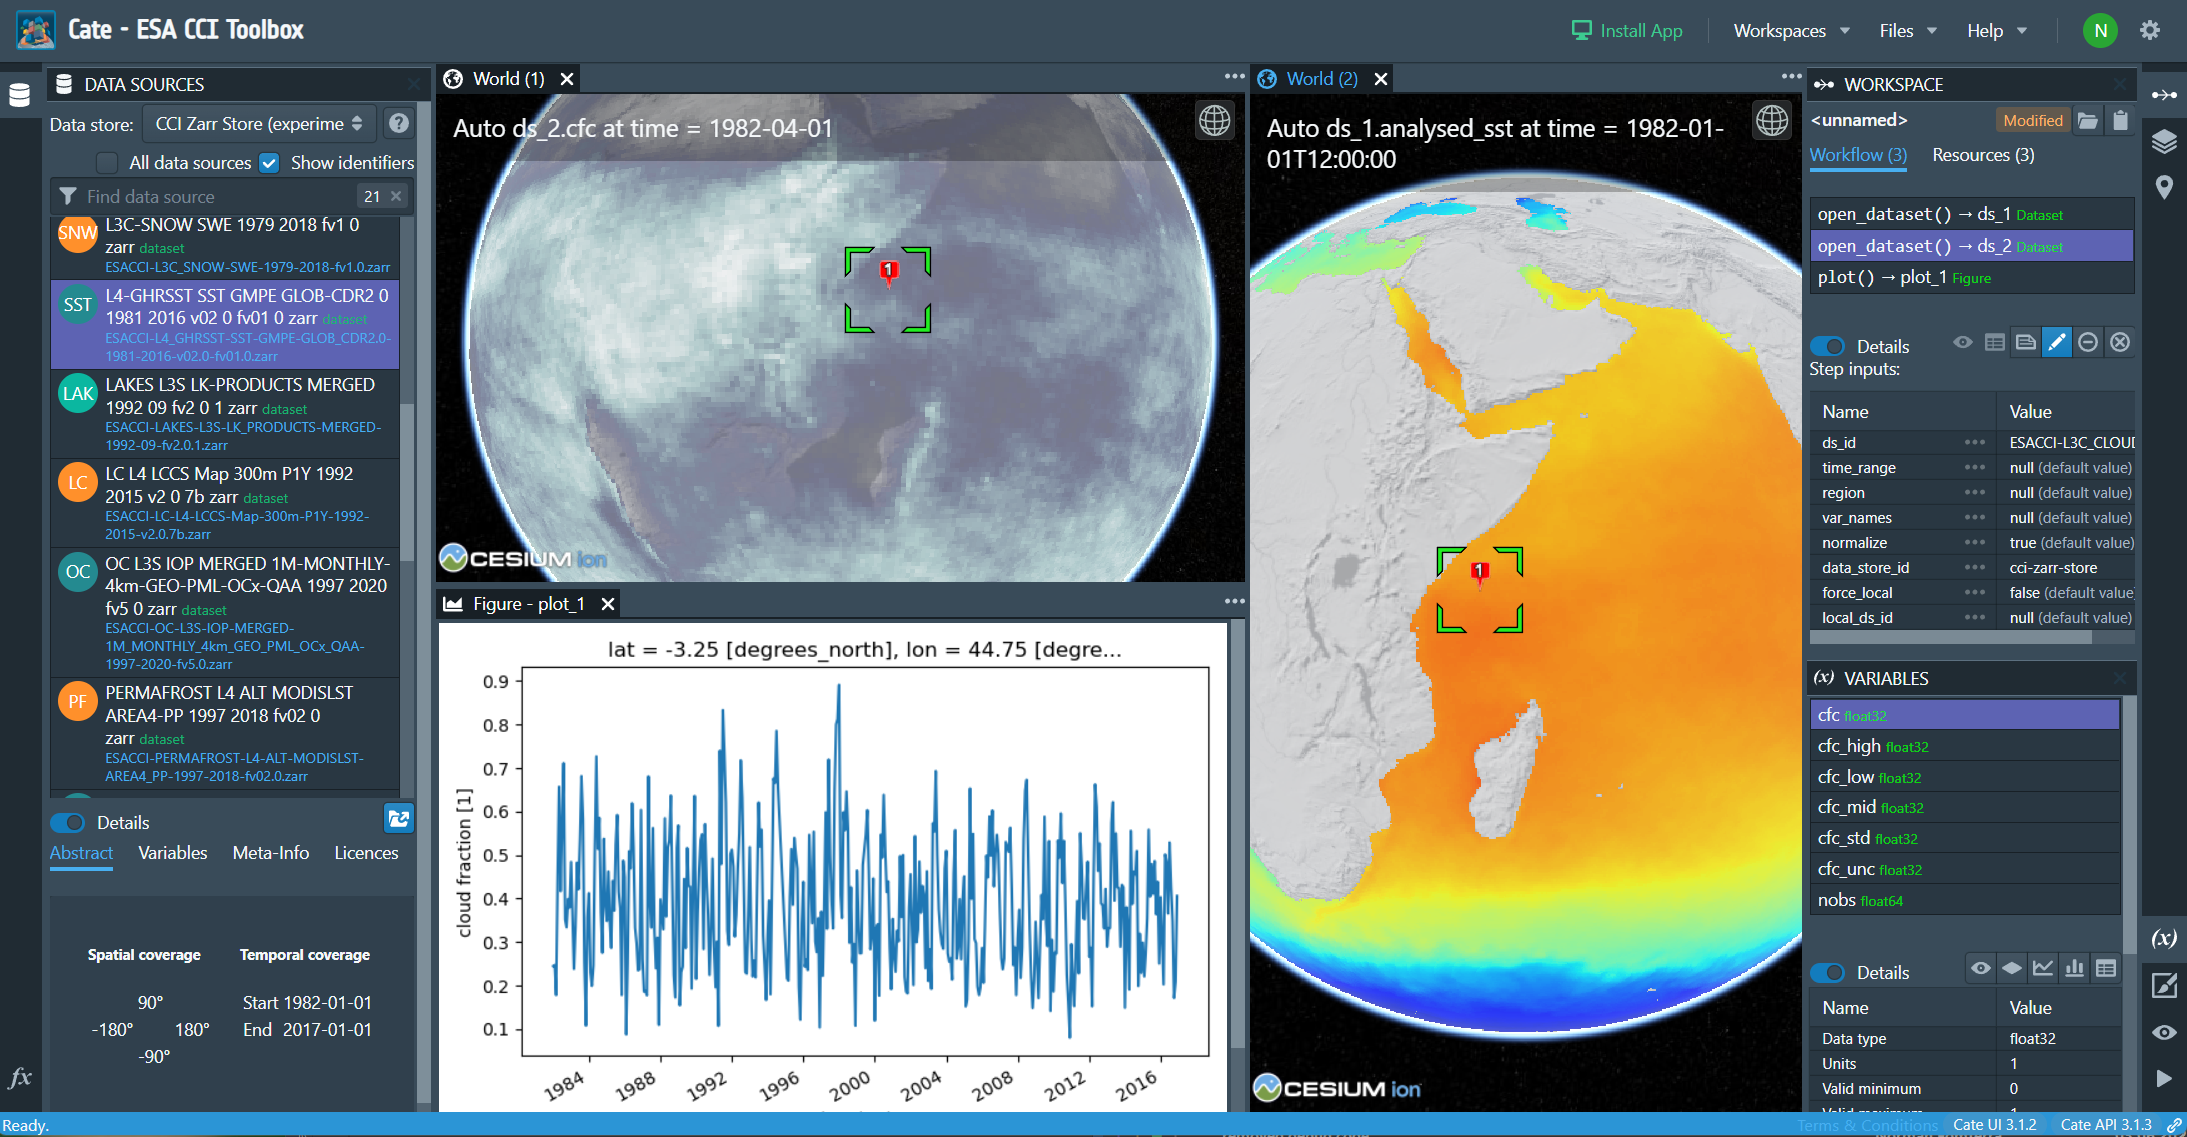 Cate - ESA CCI Toolbox
Install App
Workspaces
Files
Help
N
DATA SOURCES
Data store:
CCI Zarr Store (experime
?
All data sources
Show identifiers
Find data source
21
SNW
L3C-SNOW SWE 1979 2018 fv1 0
zarr dataset
ESACCI-L3C_SNOW-SWE-1979-2018-fv1.0.zarr
SST
L4-GHRSST SST GMPE GLOB-CDR2 0
1981 2016 v02 0 fv01 0 zarr dataset
ESACCI-L4_GHRSST-SST-GMPE-GLOB_CDR2.0-
1981-2016-v02.0-fv01.0.zarr
LAK
LAKES L3S LK-PRODUCTS MERGED
1992 09 fv2 0 1 zarr dataset
ESACCI-LAKES-L3S-LK_PRODUCTS-MERGED-
1992-09-fv2.0.1.zarr
LC
LC L4 LCCS Map 300m P1Y 1992
2015 v2 0 7b zarr dataset
ESACCI-LC-L4-LCCS-Map-300m-P1Y-1992-
2015-v2.0.7b.zarr
OC
OC L3S IOP MERGED 1M-MONTHLY-
4km-GEO-PML-OCx-QAA 1997 2020
fv5 0 zarr dataset
ESACCI-OC-L3S-IOP-MERGED-
1M_MONTHLY_4km_GEO_PML_OCx_QAA-
1997-2020-fv5.0.zarr
PF
PERMAFROST L4 ALT MODISLST
AREA4-PP 1997 2018 fv02 0
zarr dataset
ESACCI-PERMAFROST-L4-ALT-MODISLST-
AREA4_PP-1997-2018-fv02.0.zarr
Details
Abstract
Variables
Meta-Info
Licences
Spatial coverage
Temporal coverage
90°
-180°
180°
-90°
Start 1982-01-01
End 2017-01-01
fx
World (1)
Auto ds_2.cfc at time = 1982-04-01
1
CESIUM ion
Figure - plot_1
lat = -3.25 [degrees_north], lon = 44.75 [degre...
cloud fraction [1]
0.9
0.8
0.7
0.6
0.5
0.4
0.3
0.2
0.1
1984
1988
1992
1996
2000
2004
2008
2012
2016
World (2)
Auto ds_1.analysed_sst at time = 1982-01-
01T12:00:00
1
CESIUM ion
WORKSPACE
<unnamed>
Modified
Workflow (3)
Resources (3)
open_dataset() → ds_1 Dataset
open_dataset() → ds_2 Dataset
plot() → plot_1 Figure
Details
Step inputs:
Name
Value
ds_id
ESACCI-L3C_CLOUD
time_range
null (default value)
region
null (default value)
var_names
null (default value)
normalize
true (default value)
data_store_id
cci-zarr-store
force_local
false (default value
local_ds_id
null (default value)
(x) VARIABLES
cfc float32
cfc_high float32
cfc_low float32
cfc_mid float32
cfc_std float32
cfc_unc float32
nobs float64
Details
Name
Value
Data type
float32
Units
1
Valid minimum
0
(x)
Ready.
Terms & Conditions
Cate UI 3.1.2
Cate API 3.1.3